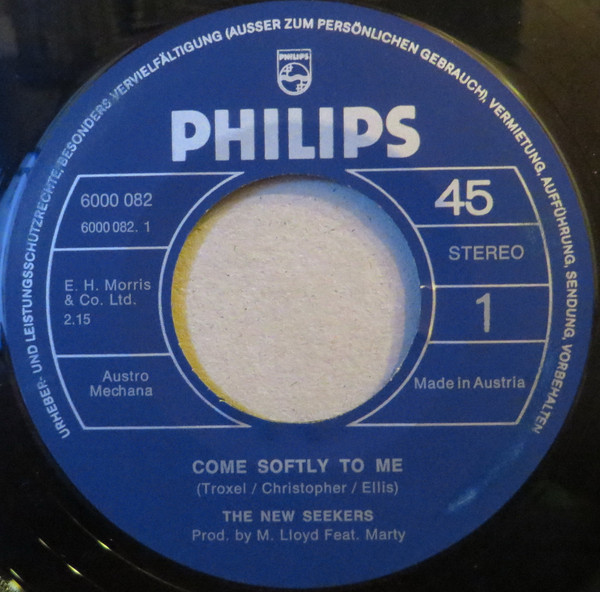 URHEBER- UND LEISTUNGSSCHUTZRECHTE, BESONDERS VERVIELFÄLTIGUNG (AUSSER ZUM PERSÖNLICHEN GEBRAUCH), VERMIETUNG, AUFFÜHRUNG, SENDUNG, VORBEHALTEN
PHILIPS
PHILIPS
6000 082
6000 082. 1
E. H. Morris
& Co. Ltd.
2.15
Austro
Mechana
45
STEREO
1
Made in Austria
COME SOFTLY TO ME
(Troxel / Christopher / Ellis)
THE NEW SEEKERS
Prod. by M. Lloyd Feat. Marty